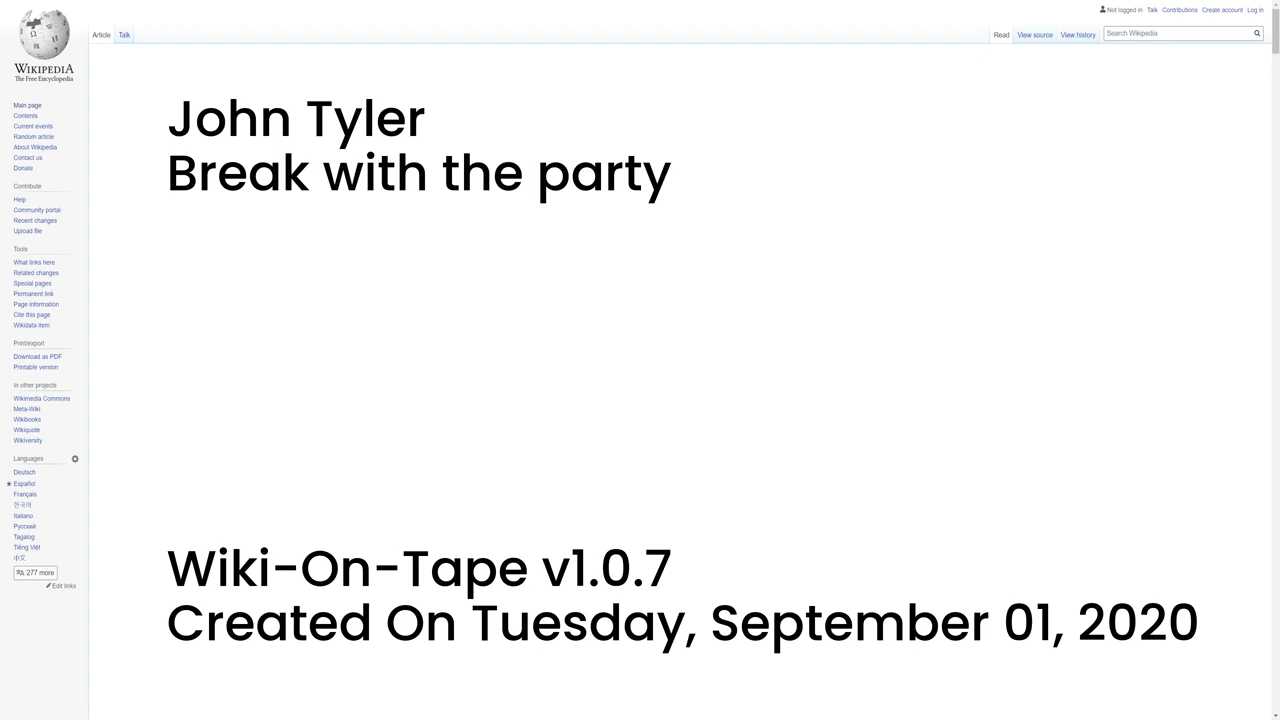 Not logged in Talk Contributions Create account Log in
Article Talk Read View source View history Search Wikipedia
WIKIPEDIA
The Free Encyclopedia
Main page
Contents
Current events
Random article
About Wikipedia
Contact us
Donate
Contribute
Help
Community portal
Recent changes
Upload file
Tools
What links here
Related changes
Special pages
Permanent link
Page information
Cite this page
Wikidata item
Print/export
Download as PDF
Printable version
In other projects
Wikimedia Commons
Meta-Wiki
Wikibooks
Wikiquote
Wikiversity
Languages
Deutsch
Español
Français
한국어
Italiano
Русский
Tagalog
Tiếng Việt
中文
277 more
Edit links
John Tyler
Break with the party
Wiki-On-Tape v1.0.7
Created On Tuesday, September 01, 2020